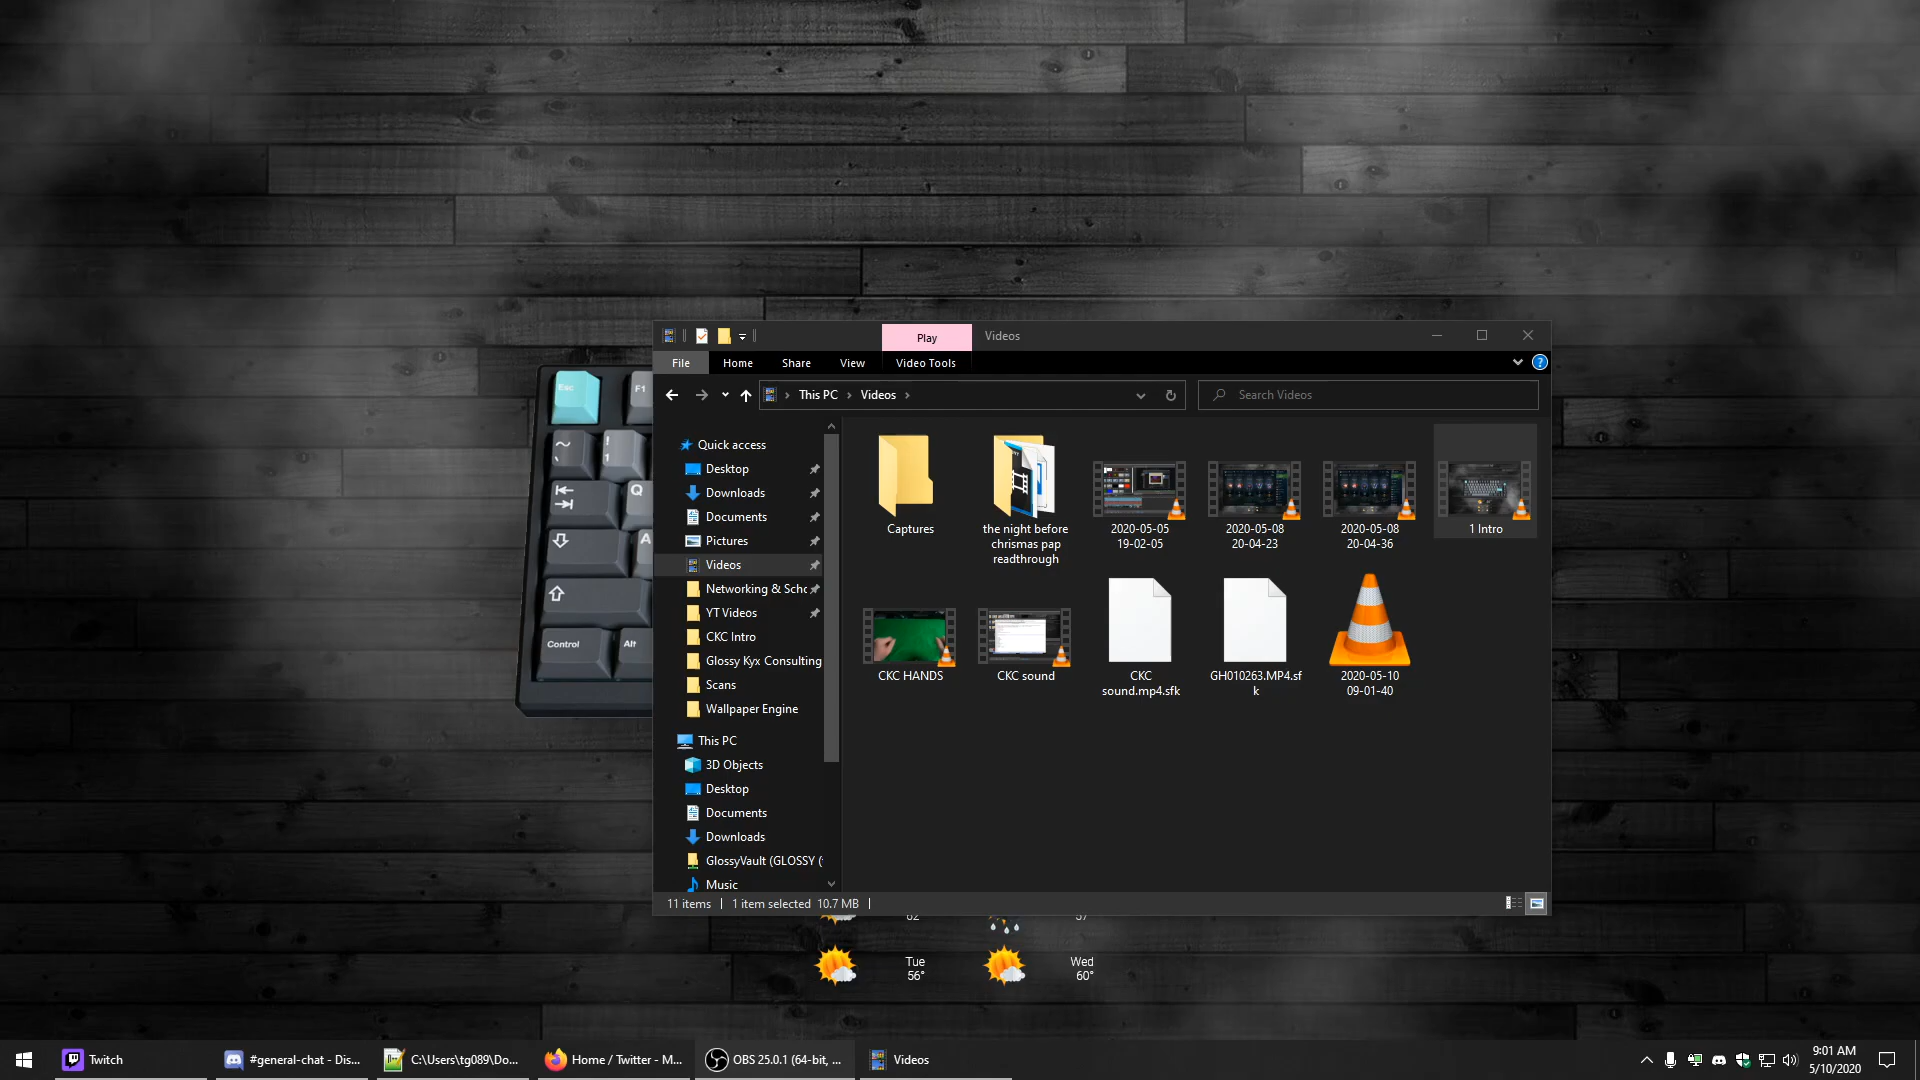 Play
Videos
File
Home
Share
View
Video Tools
This PC
Videos
Search Videos
Quick access
Desktop
Downloads
Documents
Pictures
Videos
Networking & Sch
YT Videos
CKC Intro
Glossy Kyx Consulting
Scans
Wallpaper Engine
This PC
3D Objects
Desktop
Documents
Downloads
GlossyVault (GLOSSY (
Music
Captures
the night before
chrismas pap
readthrough
2020-05-05
19-02-05
2020-05-08
20-04-23
2020-05-08
20-04-36
1 Intro
CKC HANDS
CKC sound
CKC
sound.mp4.sfk
GH010263.MP4.sf
k
2020-05-10
09-01-40
11 items
1 item selected 10.7 MB
Esc
F1
~
!
1
Q
A
Control
Alt
Tue
56°
Wed
60°
Twitch
#general-chat - Dis...
C:\Users\tg089\Do...
Home / Twitter - M...
OBS 25.0.1 (64-bit, ...
Videos
9:01 AM
5/10/2020